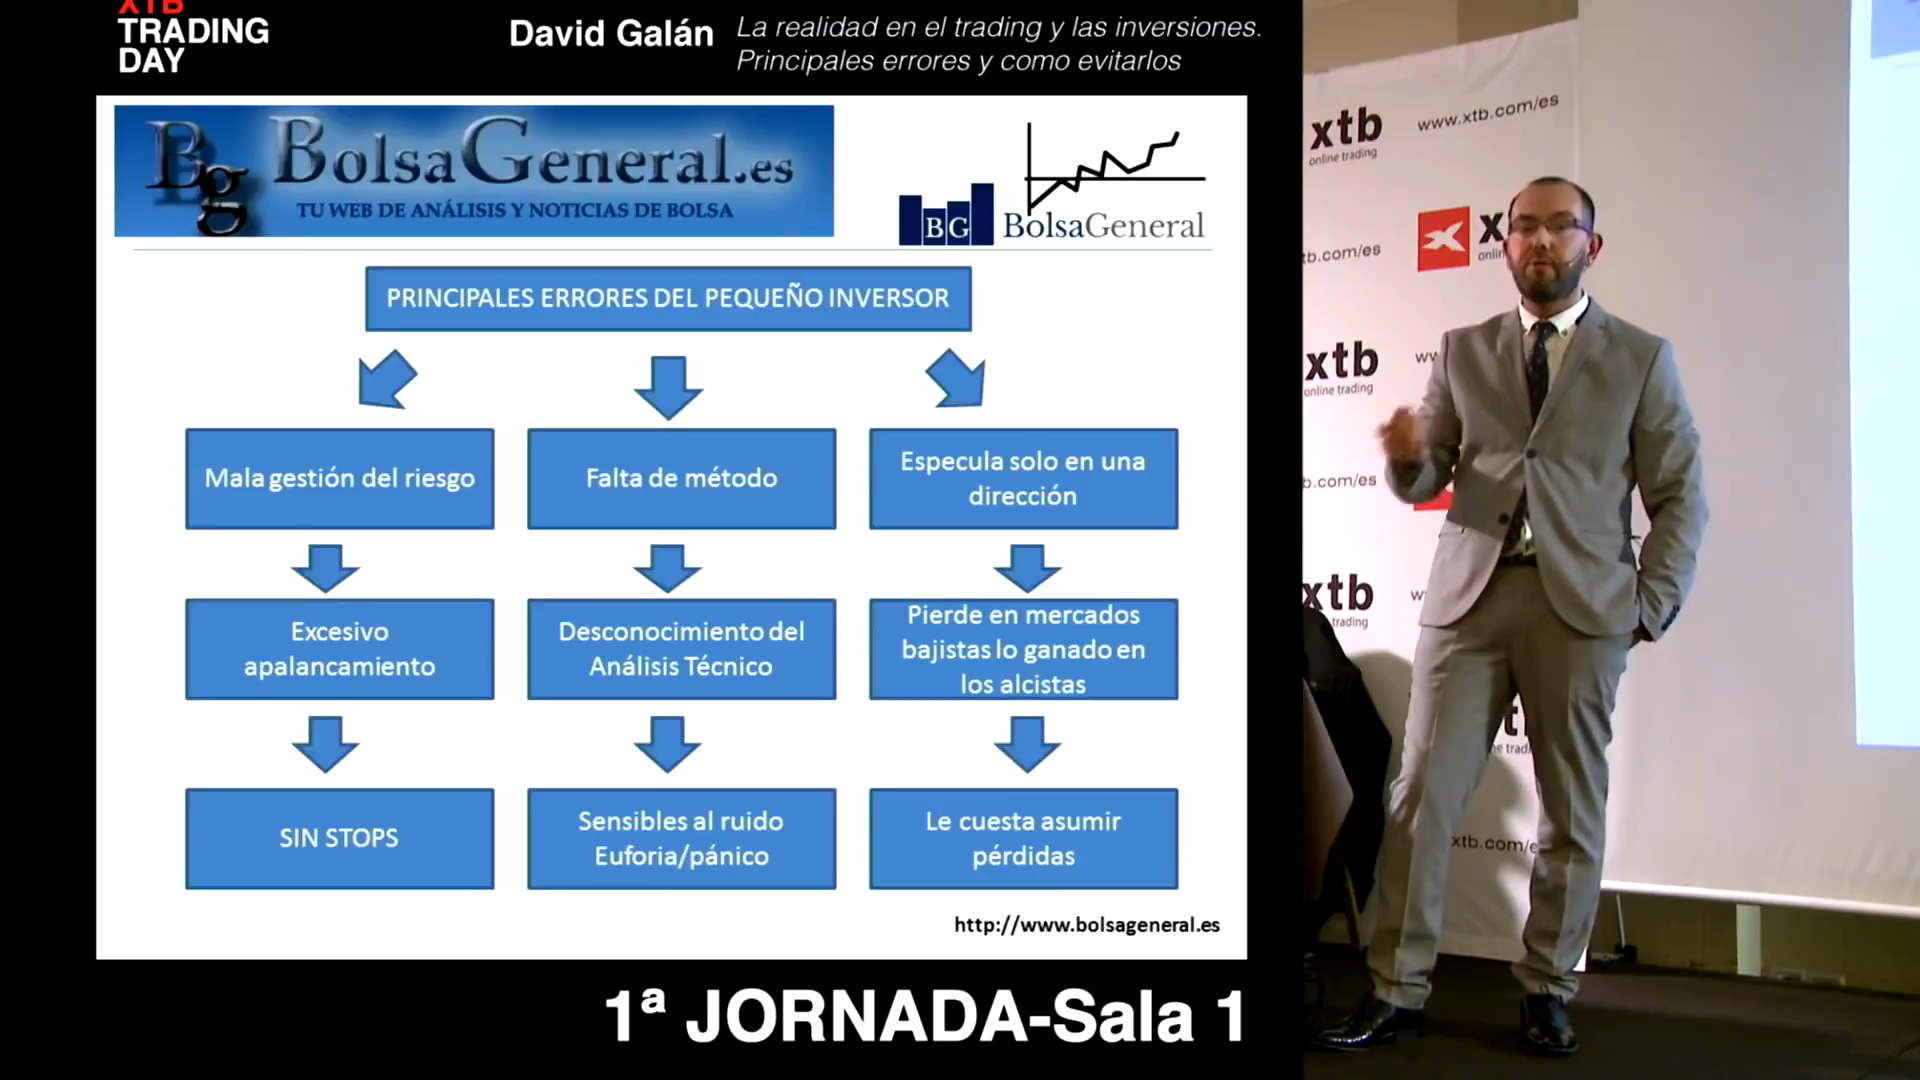 XTB
TRADING
DAY
David Galán
La realidad en el trading y las inversiones.
Principales errores y como evitarlos
Bg
BolsaGeneral.es
TU WEB DE ANÁLISIS Y NOTICIAS DE BOLSA
BG
BolsaGeneral
PRINCIPALES ERRORES DEL PEQUEÑO INVERSOR
Mala gestión del riesgo
Falta de método
Especula solo en una
dirección
Excesivo
apalancamiento
Desconocimiento del
Análisis Técnico
Pierde en mercados
bajistas lo ganado en
los alcistas
SIN STOPS
Sensibles al ruido
Euforia/pánico
Le cuesta asumir
pérdidas
http://www.bolsageneral.es
1ª JORNADA-Sala 1
xtb
online trading
www.xtb.com/es
tb.com/es
x
onlin
xtb
online trading
w
b.com/es
xtb
trading
w
t
ne trad
xtb.com/e